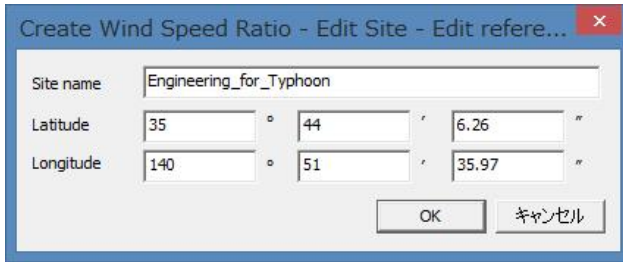 Create Wind Speed Ratio - Edit Site - Edit refere...
Site name Engineering_for_Typhoon
Latitude 35 ° 44 ′ 6.26 ″
Longitude 140 ° 51 ′ 35.97 ″
OK キャンセル